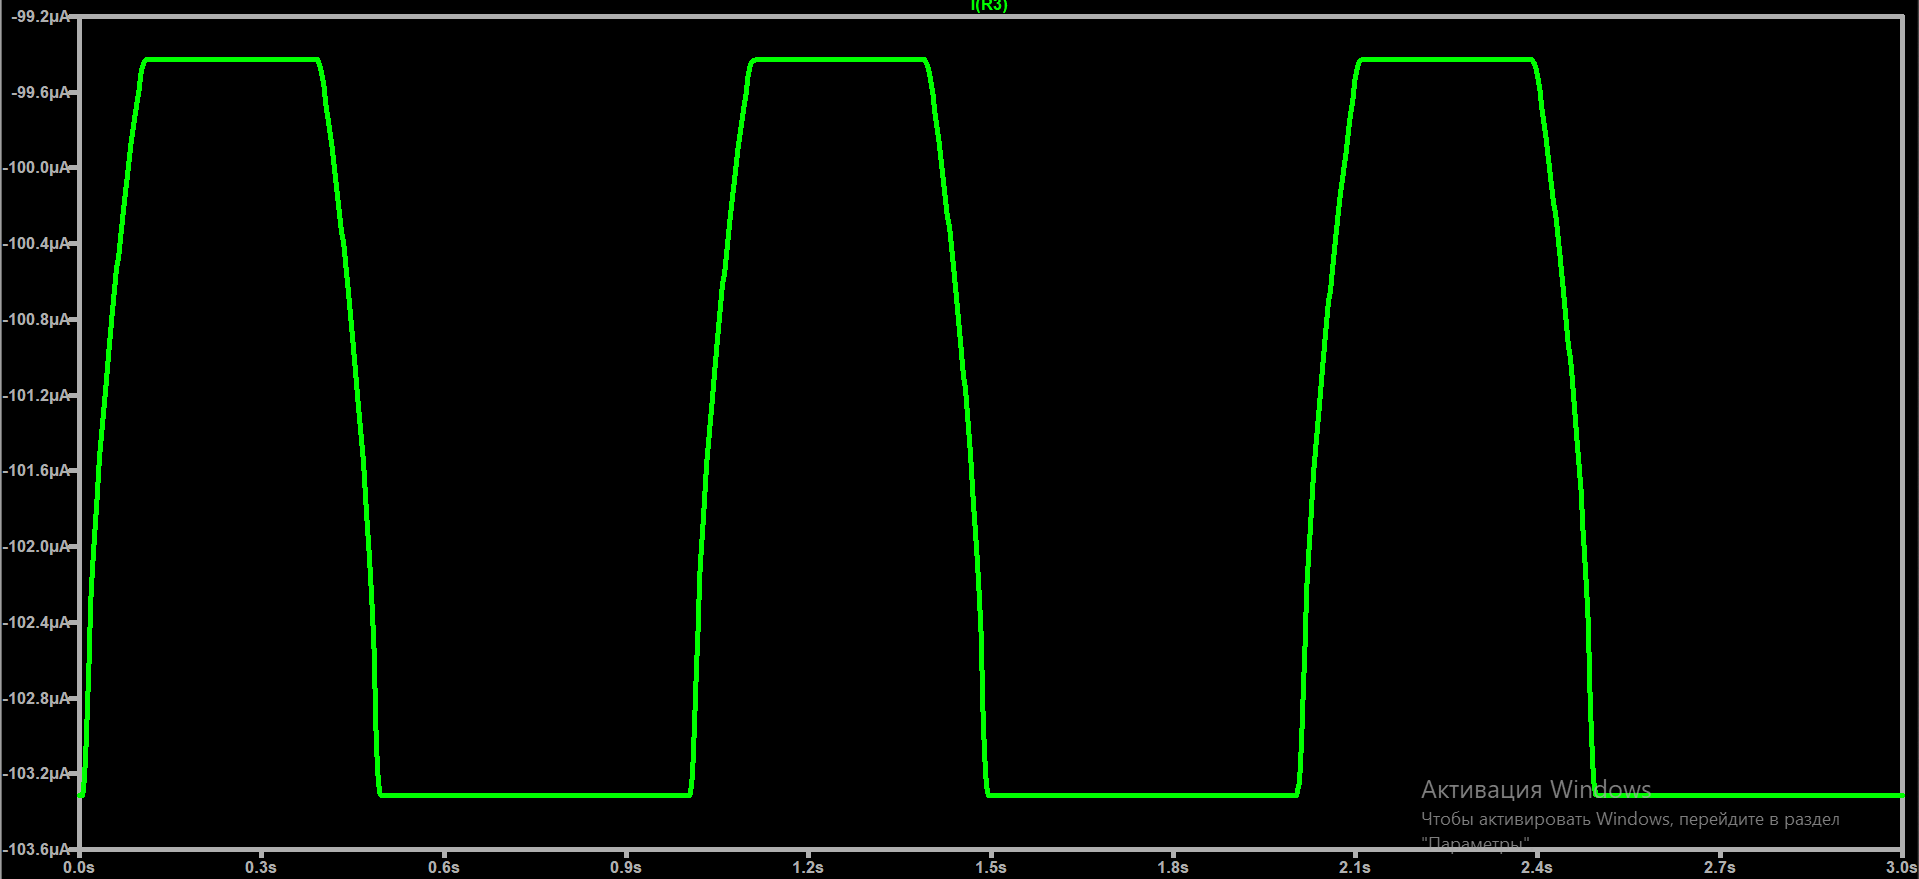 I(R3)
-99.2µA
-99.6µA
-100.0µA
-100.4µA
-100.8µA
-101.2µA
-101.6µA
-102.0µA
-102.4µA
-102.8µA
-103.2µA
-103.6µA
0.0s 0.3s 0.6s 0.9s 1.2s 1.5s 1.8s 2.1s 2.4s 2.7s 3.0s
Активация Windows
Чтобы активировать Windows, перейдите в раздел
"Параметры"